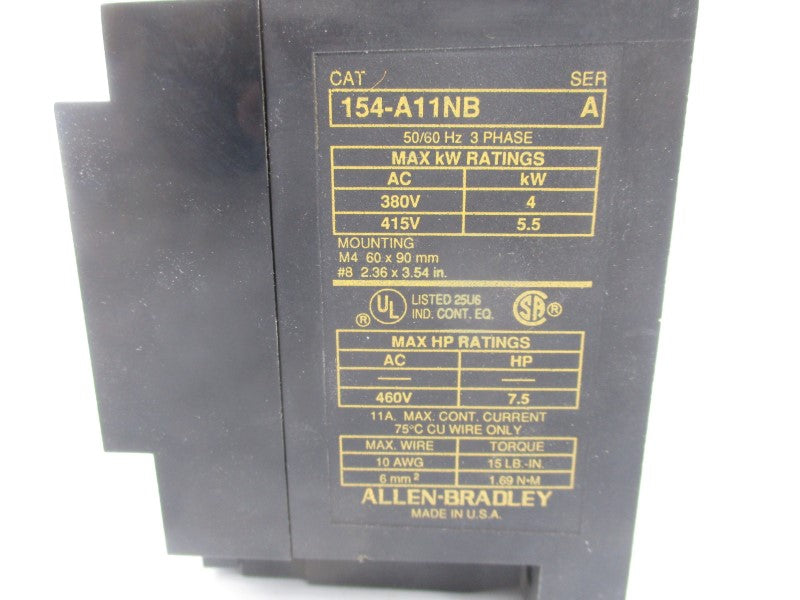 CAT SER
154-A11NB A
50/60 Hz 3 PHASE
MAX kW RATINGS
AC kW
380V 4
415V 5.5
MOUNTING
M4 60 x 90 mm
#8 2.36 x 3.54 in.
® UL LISTED 25U6 SA ®
IND. CONT. EQ.
MAX HP RATINGS
AC HP
460V 7.5
11A. MAX. CONT. CURRENT
75°C CU WIRE ONLY
MAX. WIRE TORQUE
10 AWG 15 LB.-IN.
6 mm² 1.69 N•M
ALLEN-BRADLEY
MADE IN U.S.A.